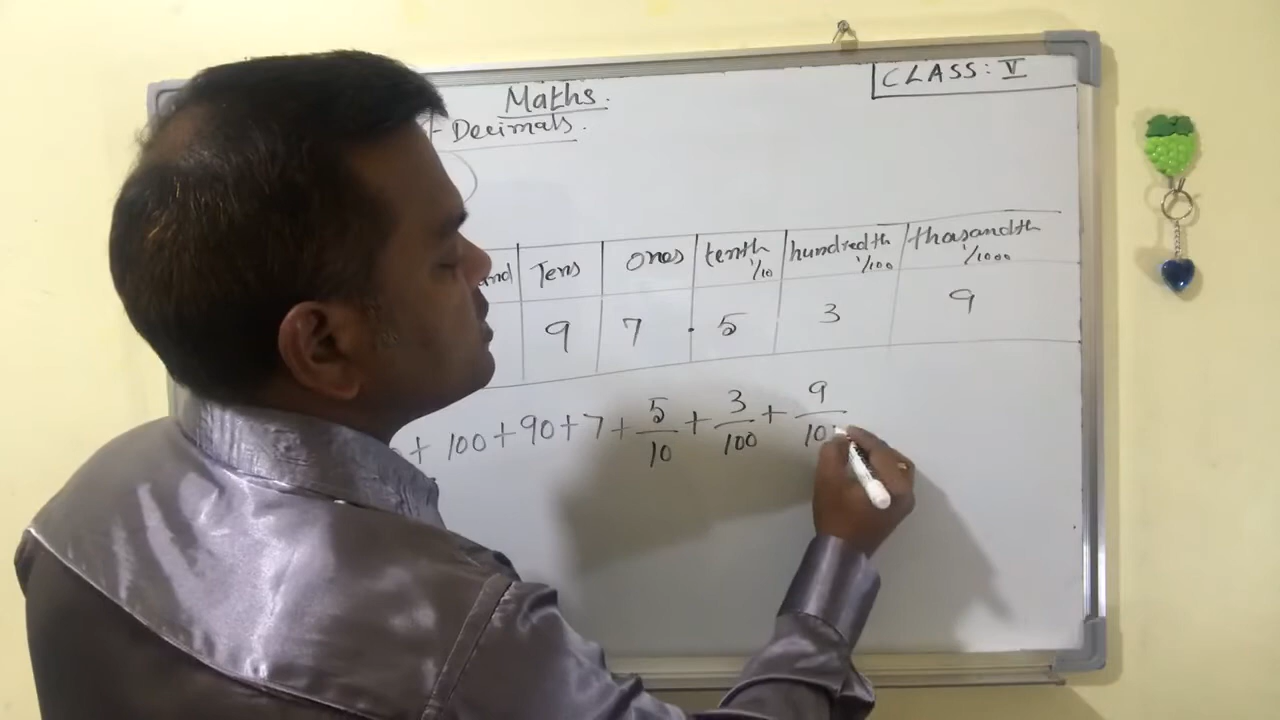 CLASS: V
Maths.
- Decimals.
Tens ones tenth hundredth thosandth
1/10 1/100 1/1000
9 7 . 5 3 9
+ 100 + 90 + 7 + 5/10 + 3/100 + 9/10